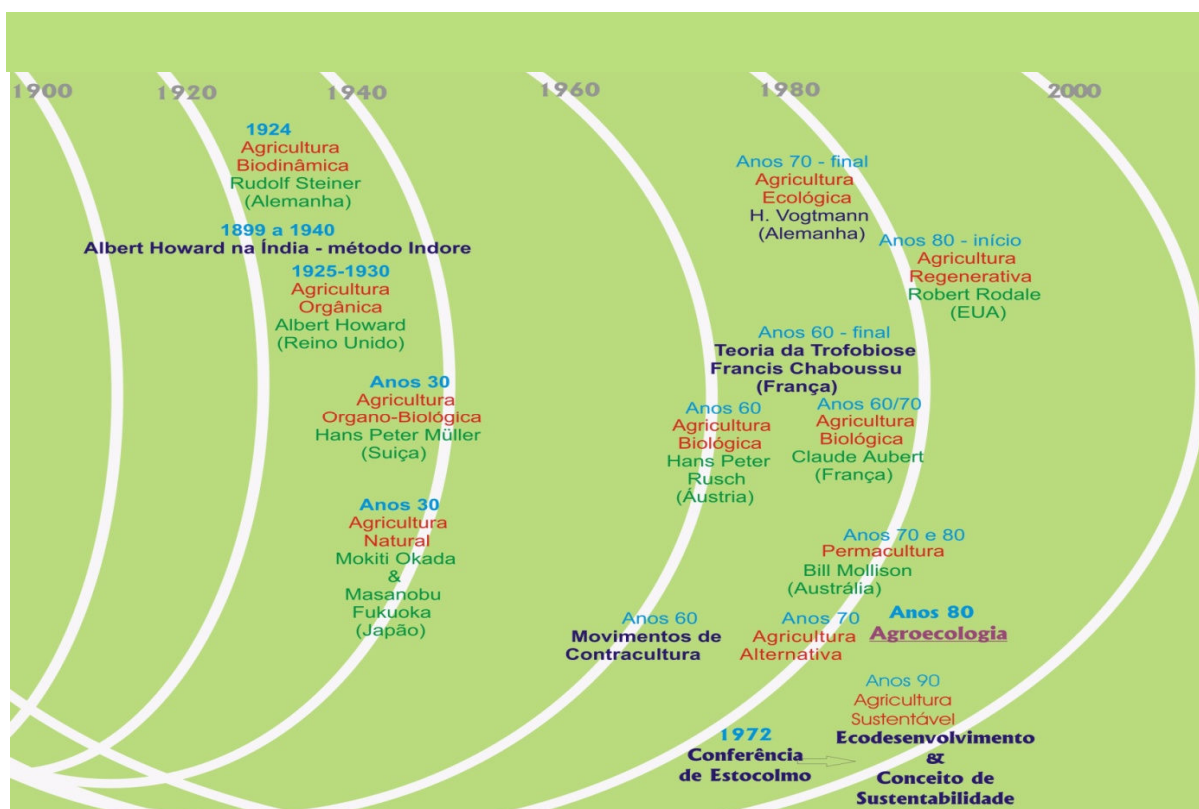 1900
1920
1940
1960
1980
2000
1924
Agricultura
Biodinâmica
Rudolf Steiner
(Alemanha)
1899 a 1940
Albert Howard na Índia - método Indore
1925-1930
Agricultura
Orgânica
Albert Howard
(Reino Unido)
Anos 30
Agricultura
Organo-Biológica
Hans Peter Müller
(Suiça)
Anos 30
Agricultura
Natural
Mokiti Okada
&
Masanobu
Fukuoka
(Japão)
Anos 70 - final
Agricultura
Ecológica
H. Vogtmann
(Alemanha)
Anos 80 - início
Agricultura
Regenerativa
Robert Rodale
(EUA)
Anos 60 - final
Teoria da Trofobiose
Francis Chaboussu
(França)
Anos 60
Agricultura
Biológica
Hans Peter
Rusch
(Áustria)
Anos 60/70
Agricultura
Biológica
Claude Aubert
(França)
Anos 70 e 80
Permacultura
Bill Mollison
(Austrália)
Anos 60
Movimentos de
Contracultura
Anos 70
Agricultura
Alternativa
Anos 80
Agroecologia
1972
Conferência
de Estocolmo
Anos 90
Agricultura
Sustentável
Ecodesenvolvimento
&
Conceito de
Sustentabilidade